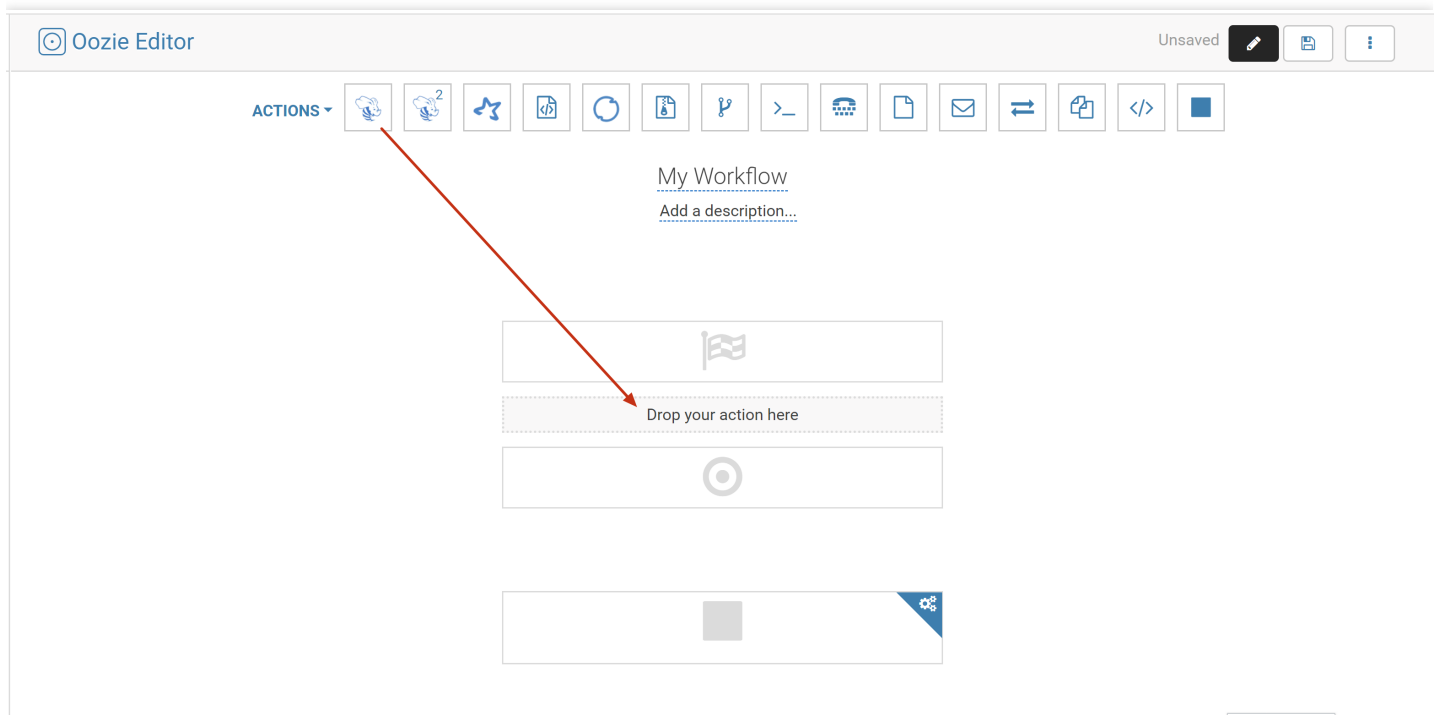 Oozie Editor
Unsaved
ACTIONS
2
My Workflow
Add a description...
Drop your action here